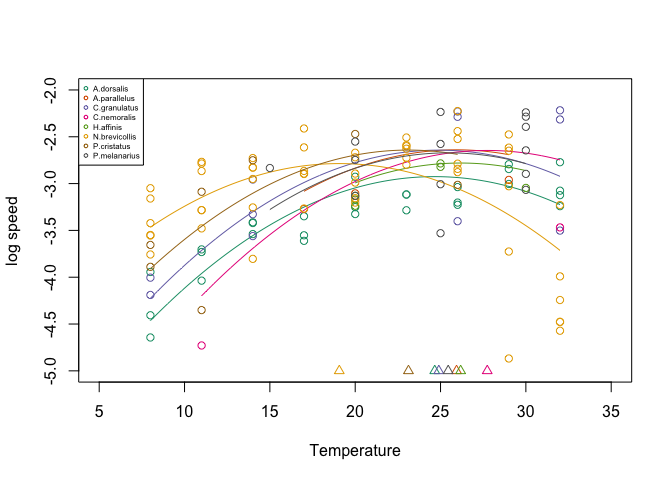 -2.0
-2.5
-3.0
-3.5
-4.0
-4.5
-5.0
log speed
A.dorsalis
A.parallelus
C.granulatus
C.nemoralis
H.affinis
N.brevicollis
P.cristatus
P.melanarius
5 10 15 20 25 30 35
Temperature